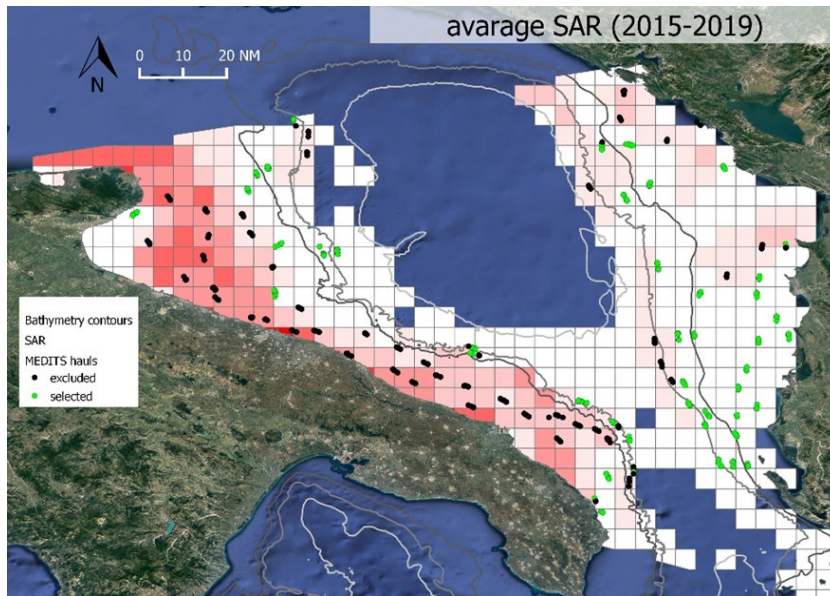 avarage SAR (2015-2019)
0 10 20 NM
N
Bathymetry contours
SAR
MEDITS hauls
excluded
selected